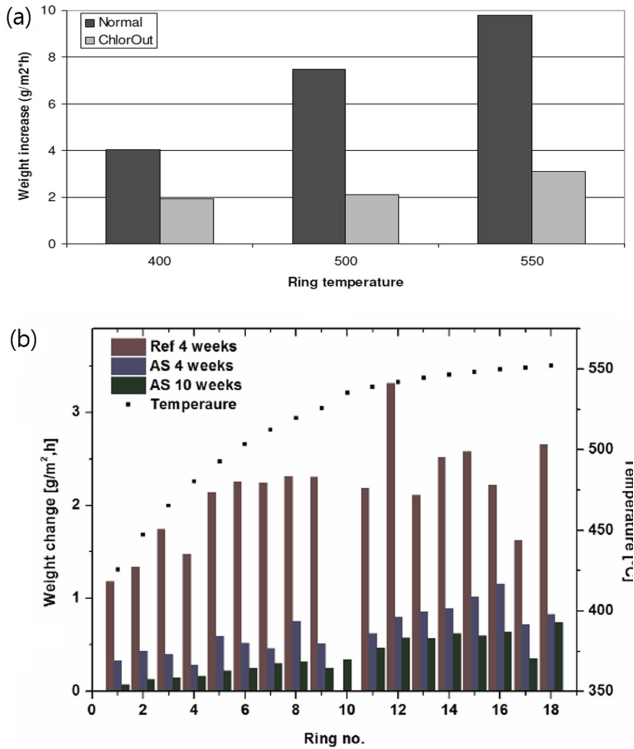 (a)
10
8
6
4
2
0
Weight increase (g/m2*h)
Normal
ChlorOut
400 500 550
Ring temperature
(b)
Ref 4 weeks
AS 4 weeks
AS 10 weeks
Temperaure
3
2
1
0
Weight change [g/m²,h]
550
500
450
400
350
Temperature [°C]
0 2 4 6 8 10 12 14 16 18
Ring no.